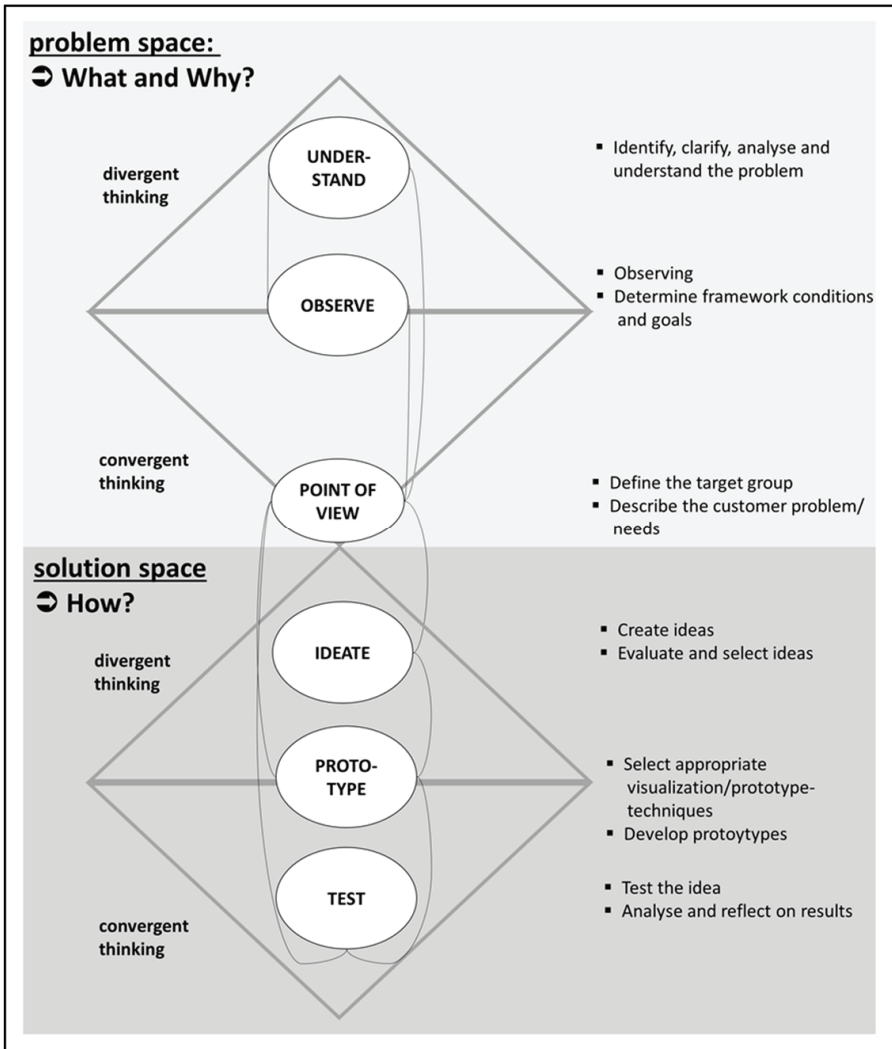 problem space:
➲ What and Why?
UNDER-
STAND
divergent
thinking
▪ Identify, clarify, analyse and
understand the problem
OBSERVE
▪ Observing
▪ Determine framework conditions
and goals
convergent
thinking
POINT OF
VIEW
▪ Define the target group
▪ Describe the customer problem/
needs
solution space
➲ How?
IDEATE
divergent
thinking
▪ Create ideas
▪ Evaluate and select ideas
PROTO-
TYPE
▪ Select appropriate
visualization/prototype-
techniques
▪ Develop protoytypes
TEST
▪ Test the idea
▪ Analyse and reflect on results
convergent
thinking